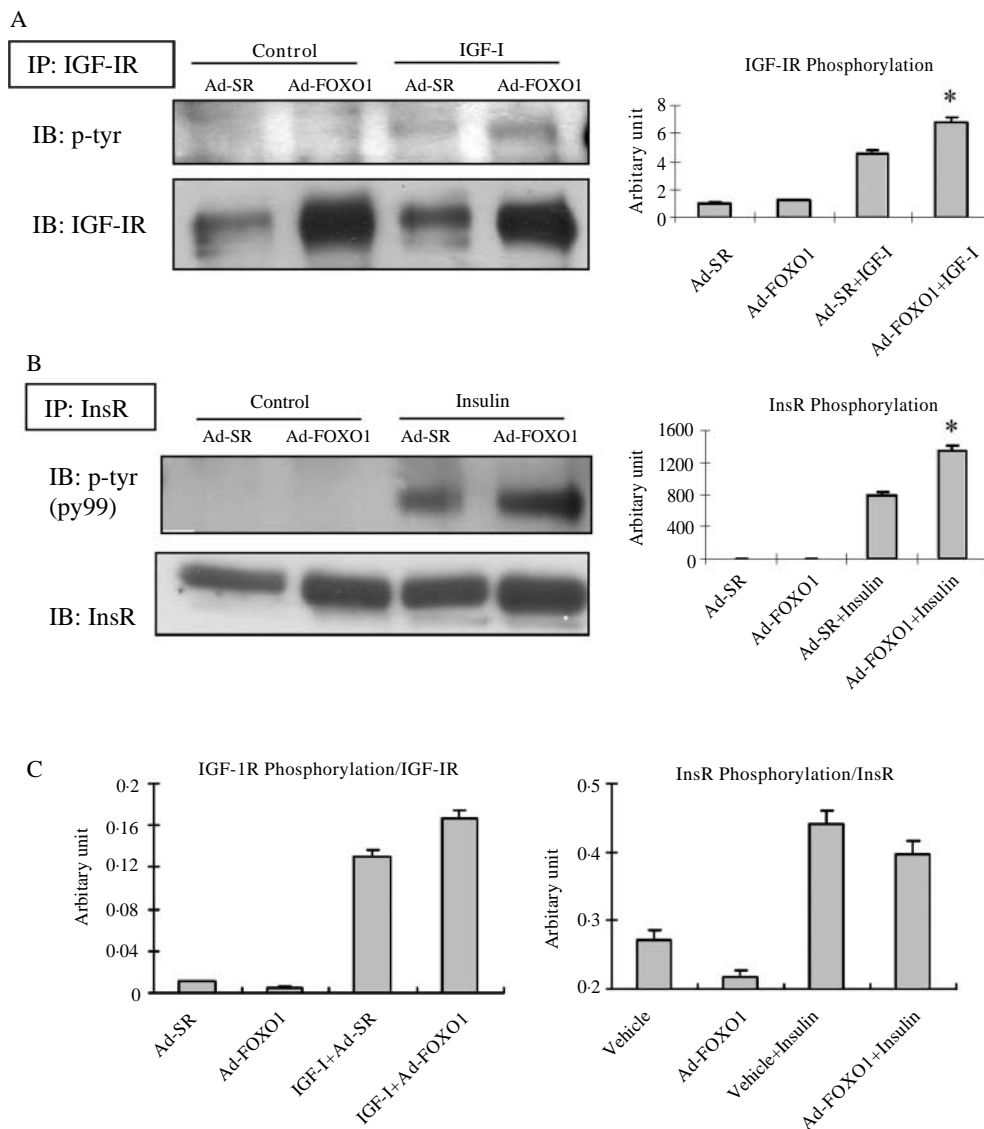 A
IP: IGF-IR
Control IGF-I
Ad-SR Ad-FOXO1 Ad-SR Ad-FOXO1
IB: p-tyr
IB: IGF-IR
IGF-IR Phosphorylation
Arbitary unit
8
6
4
2
0
*
Ad-SR
Ad-FOXO1
Ad-SR+IGF-I
Ad-FOXO1+IGF-I
B
IP: InsR
Control Insulin
Ad-SR Ad-FOXO1 Ad-SR Ad-FOXO1
IB: p-tyr
(py99)
IB: InsR
InsR Phosphorylation
Arbitary unit
1600
1200
800
400
0
*
Ad-SR
Ad-FOXO1
Ad-SR+Insulin
Ad-FOXO1+Insulin
C
IGF-1R Phosphorylation/IGF-IR
Arbitary unit
0·2
0·16
0·12
0·08
0·04
0
Ad-SR
Ad-FOXO1
IGF-I+Ad-SR
IGF-I+Ad-FOXO1
InsR Phosphorylation/InsR
Arbitary unit
0·5
0·4
0·3
0·2
Vehicle
Ad-FOXO1
Vehicle+Insulin
Ad-FOXO1+Insulin